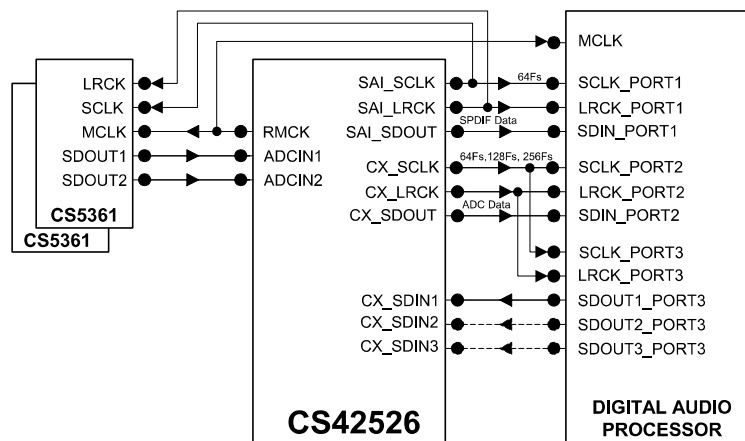 LRCK
SCLK
MCLK
SDOUT1
SDOUT2
CS5361
CS5361
RMCK
ADCIN1
ADCIN2
SAI_SCLK
SAI_LRCK
SAI_SDOUT
CX_SCLK
CX_LRCK
CX_SDOUT
CX_SDIN1
CX_SDIN2
CX_SDIN3
CS42526
64Fs
SPDIF Data
64Fs,128Fs, 256Fs
ADC Data
MCLK
SCLK_PORT1
LRCK_PORT1
SDIN_PORT1
SCLK_PORT2
LRCK_PORT2
SDIN_PORT2
SCLK_PORT3
LRCK_PORT3
SDOUT1_PORT3
SDOUT2_PORT3
SDOUT3_PORT3
DIGITAL AUDIO
PROCESSOR